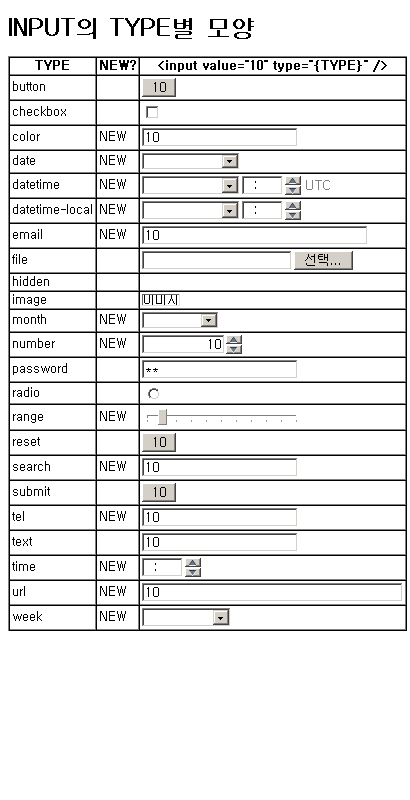 INPUT의 TYPE별 모양
TYPE NEW? <input value="10" type="{TYPE}" />
button 10
checkbox
color NEW 10
date NEW
datetime NEW : UTC
datetime-local NEW :
email NEW 10
file 선택...
hidden
image
month NEW
number NEW 10
password **
radio
range NEW
reset 10
search NEW 10
submit 10
tel NEW 10
text 10
time NEW :
url NEW 10
week NEW